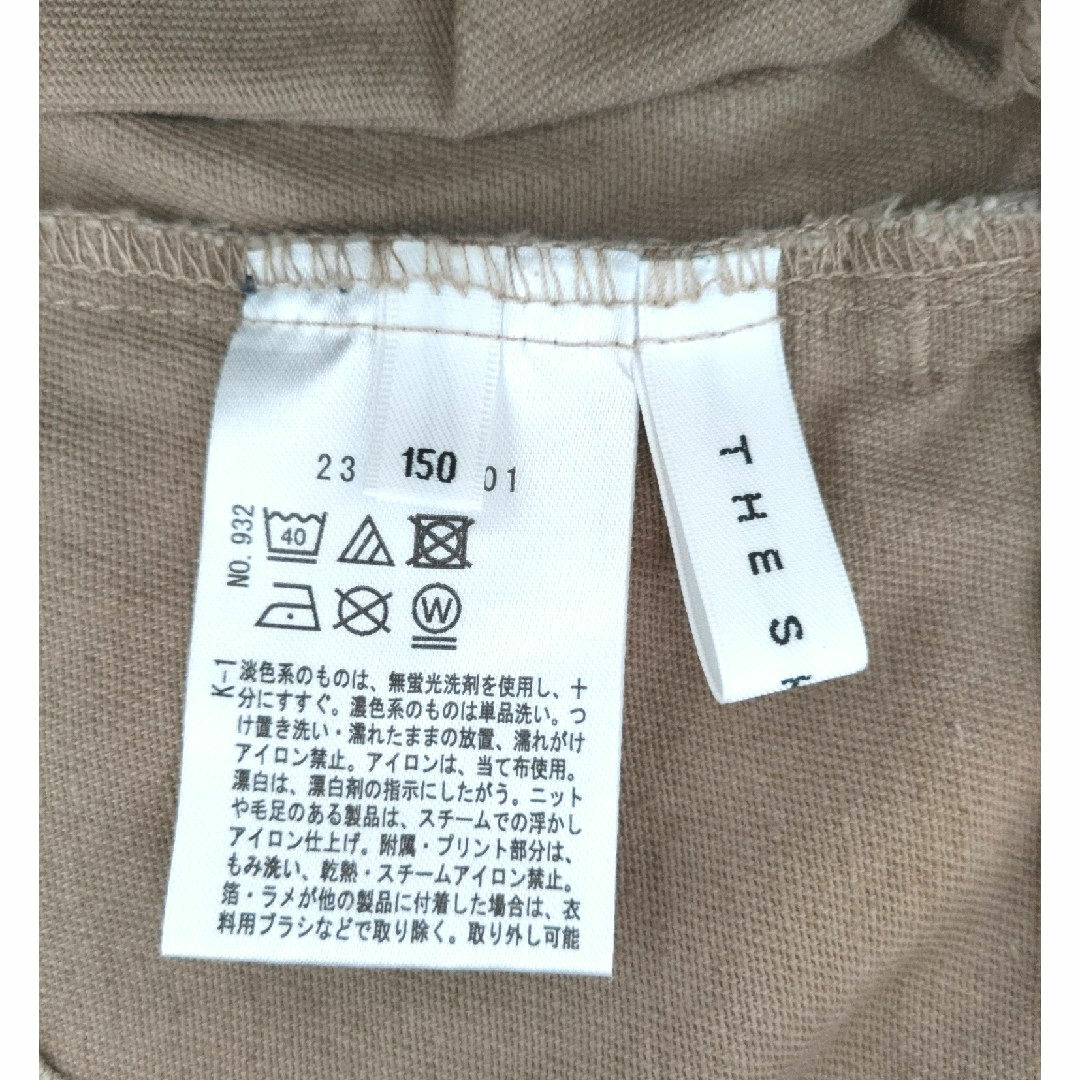 23 150 01
NO. 932
40
W
K-1
淡色系のものは、無蛍光洗剤を使用し、十
分にすすぐ。濃色系のものは単品洗い。つ
け置き洗い・濡れたままの放置、濡れがけ
アイロン禁止。アイロンは、当て布使用。
漂白は、漂白剤の指示にしたがう。ニット
や毛足のある製品は、スチームでの浮かし
アイロン仕上げ。附属・プリント部分は、
もみ洗い、乾熱・スチームアイロン禁止。
箔・ラメが他の製品に付着した場合は、衣
料用ブラシなどで取り除く。取り外し可能
THE S